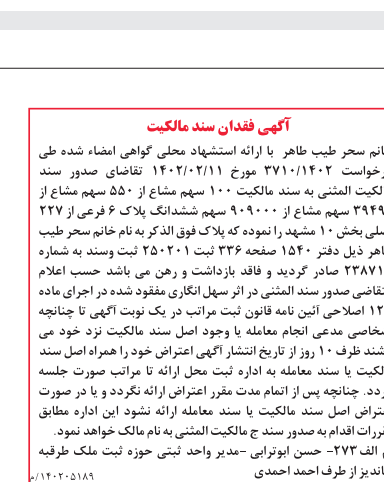 آگهی فقدان سند مالکیت
خانم سحر طیب طاهر با ارائه استشهاد محلی گواهی امضاء شده طی
درخواست ۳۷۱۰/۱۴۰۲ مورخ ۱۴۰۲/۰۲/۱۱ تقاضای صدور سند
مالکیت المثنی به سند مالکیت ۱۰۰ سهم مشاع از ۵۵۰ سهم مشاع از
سهم مشاع از ۹۰۹۰۰۰ سهم ششدانگ پلاک ۶ فرعی از ۲۲۷
اصلی بخش ۱۰ مشهد را نموده که پلاک فوق الذکر به نام خانم سحر طیب
طاهر ذیل دفتر ۱۵۴۰ صفحه ۳۳۶ ثبت ۲۵۰۲۰۱ ثبت وسند به شماره
صادر گردید و فاقد بازداشت و رهن می باشد حسب اعلام
متقاضی صدور سند المثنی در اثر سهل انگاری مفقود شده در اجرای ماده
اصلاحی آئین نامه قانون ثبت مراتب در یک نوبت آگهی تا چنانچه
اشخاصی مدعی انجام معامله یا وجود اصل سند مالکیت نزد خود می
باشند ظرف ۱۰ روز از تاریخ انتشار آگهی اعتراض خود را همراه اصل سند
مالکیت یا سند معامله به اداره ثبت محل ارائه تا مراتب صورت جلسه
گردد. چنانچه پس از اتمام مدت مقرر اعتراض ارائه نگردد و یا در صورت
اعتراض اصل سند مالکیت یا سند معامله ارائه نشود این اداره مطابق
مقررات اقدام به صدور سند ج مالکیت المثنی به نام مالک خواهد نمود.
م الف ۲۷۳- حسن ابوترابی -مدیر واحد ثبتی حوزه ثبت ملک طرقبه
شاندیز از طرف احمد احمدی
۱۴۰۲۰۵۱۸۹/م